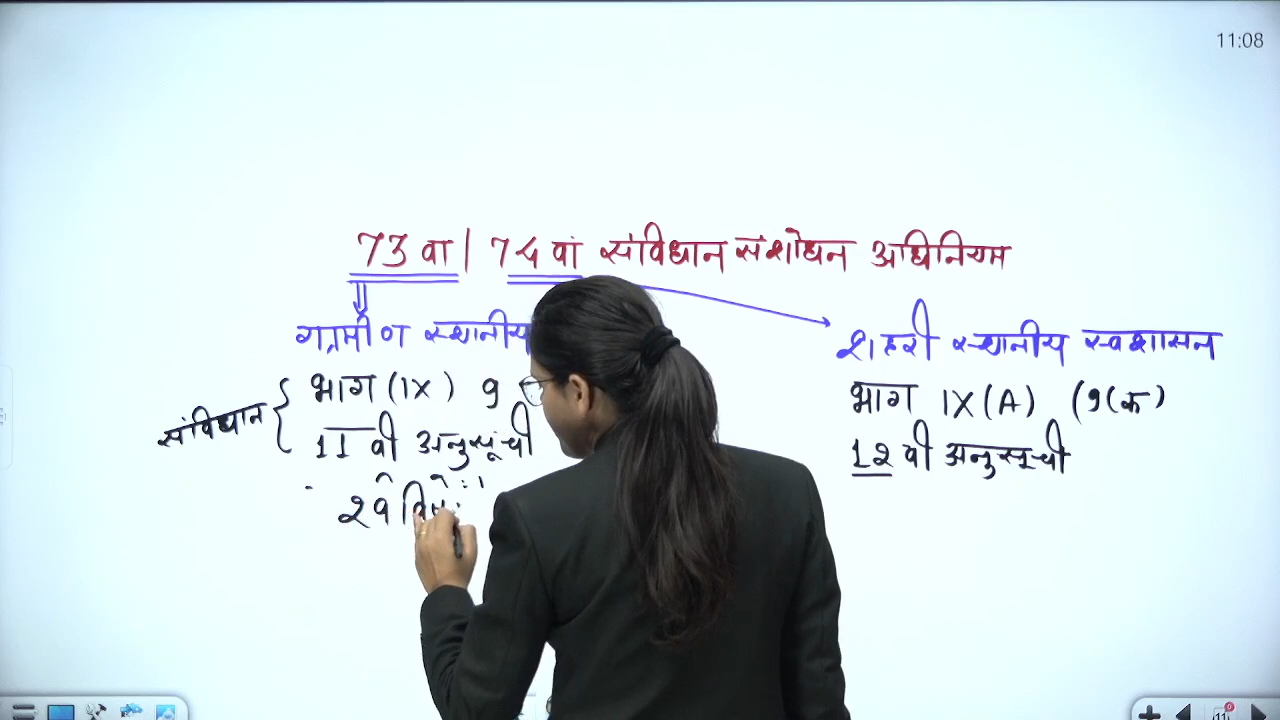 11:08
73 वा / 74 वां संविधान संशोधन अधिनियम
ग्रामीण स्थानीय
शहरी स्थानीय स्वशासन
संविधान
भाग (IX) 9
भाग IX(A) (9(क)
11 वी अनुसूंची
12 वी अनुसूची
29
11